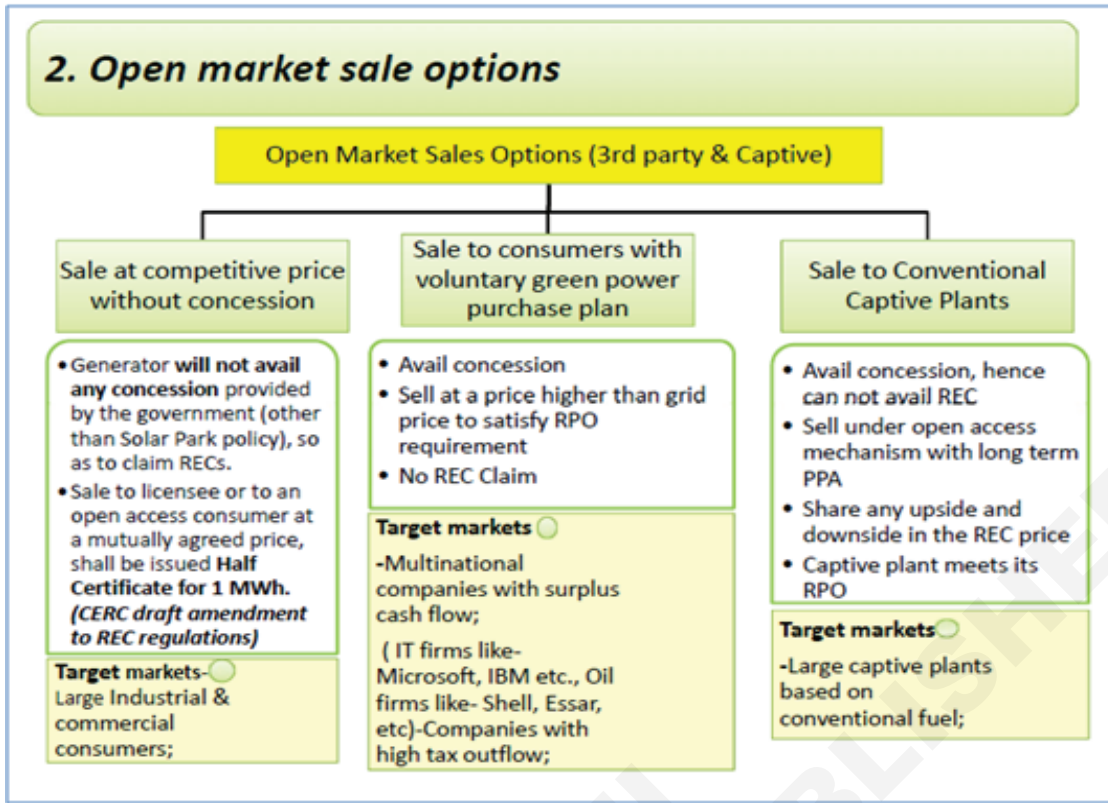 2. Open market sale options
Open Market Sales Options (3rd party & Captive)
Sale at competitive price
without concession
• Generator will not avail
any concession provided
by the government (other
than Solar Park policy), so
as to claim RECs.
• Sale to licensee or to an
open access consumer at
a mutually agreed price,
shall be issued Half
Certificate for 1 MWh.
(CERC draft amendment
to REC regulations)
Target markets-
Large Industrial &
commercial
consumers;
Sale to consumers with
voluntary green power
purchase plan
• Avail concession
• Sell at a price higher than grid
price to satisfy RPO
requirement
• No REC Claim
Target markets
-Multinational
companies with surplus
cash flow;
( IT firms like-
Microsoft, IBM etc., Oil
firms like- Shell, Essar,
etc)-Companies with
high tax outflow;
Sale to Conventional
Captive Plants
• Avail concession, hence
can not avail REC
• Sell under open access
mechanism with long term
PPA
• Share any upside and
downside in the REC price
• Captive plant meets its
RPO
Target markets
-Large captive plants
based on
conventional fuel;